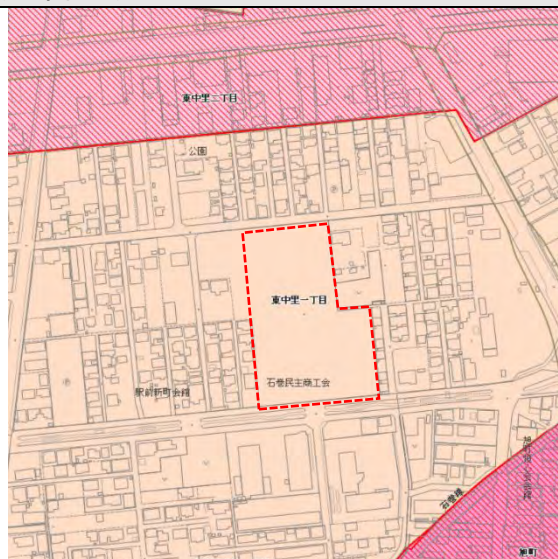 東中里二丁目
公園
東中里一丁目
石巻民主商工会
駅前新町会館
石巻線